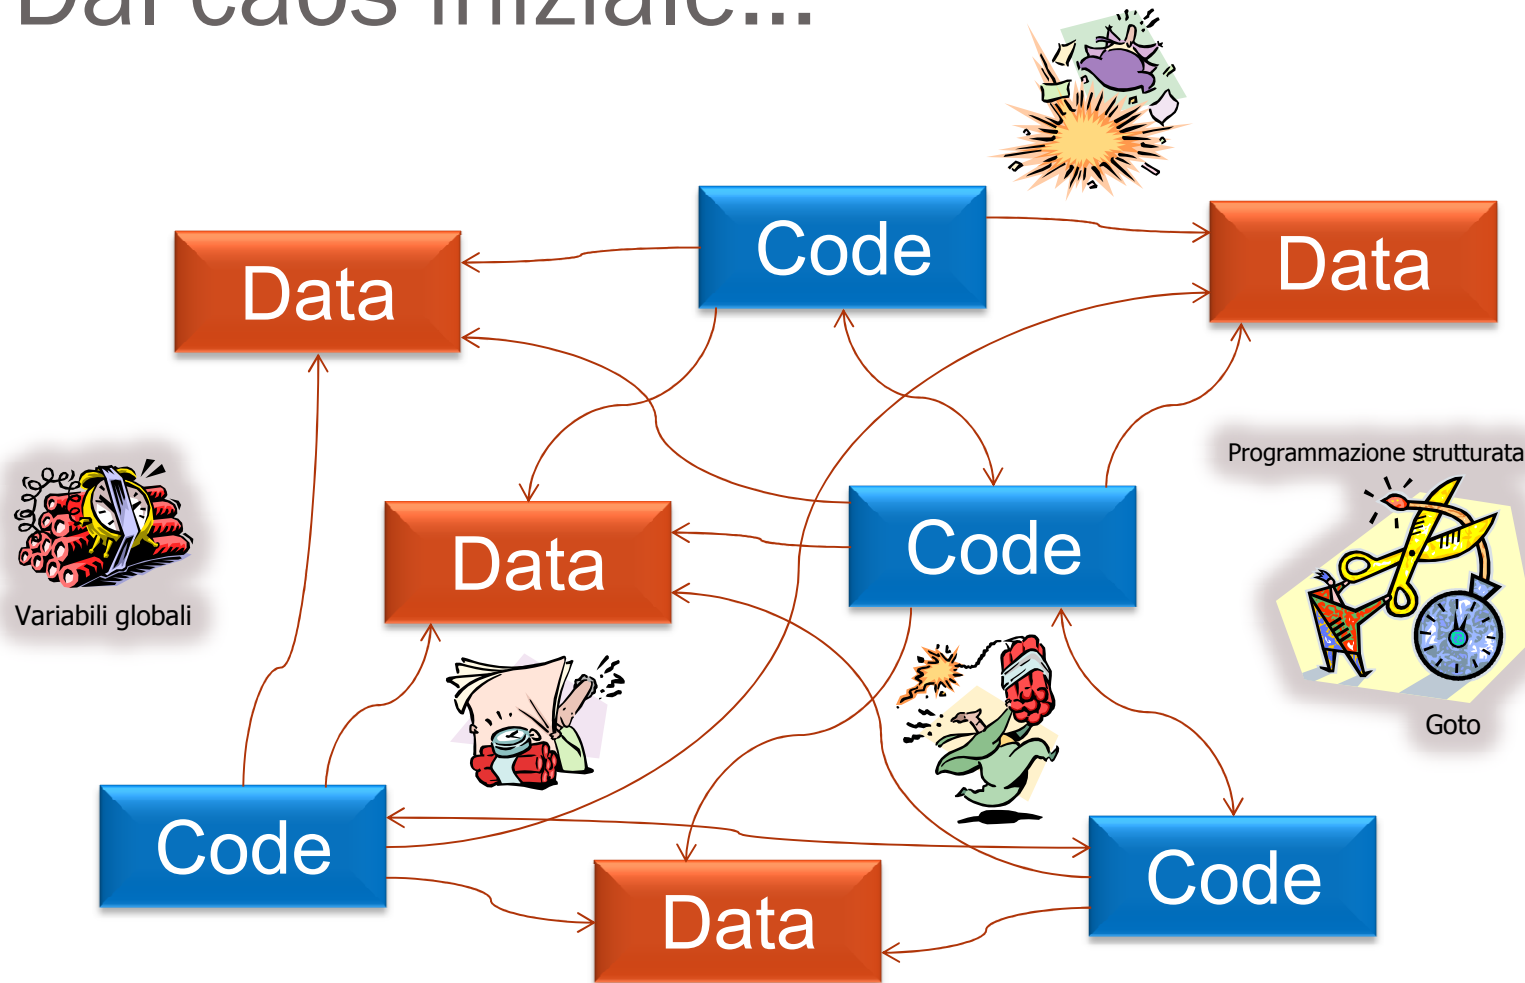 Dal caos iniziale...
Code
Data
Data
Programmazione strutturata
Data
Code
Variabili globali
Goto
Code
Code
Data